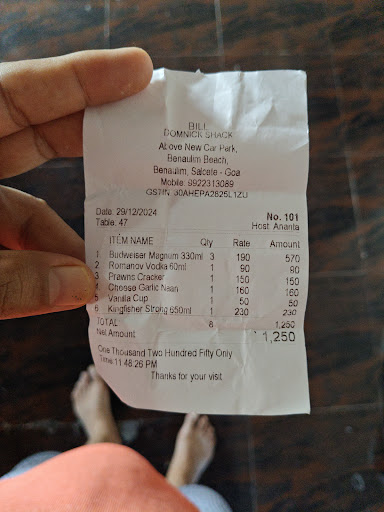 BILL
DOMNICK SHACK
Above New Car Park,
Benaulim Beach,
Benaulim, Salcete - Goa
Mobile: 9922313089
GSTIN: 30AHEPA2825L1ZU
Date: 29/12/2024 No. 101
Table: 47 Host: Ananta
ITEM NAME Qty Rate Amount
1. Budweiser Magnum 330ml 3 190 570
2. Romanov Vodka 60ml 1 90 90
3 Prawns Cracker 1 150 150
4 Cheese Garlic Naan 1 160 160
5 Vanilla Cup 1 50 50
6 Kingfisher Strong 650ml 1 230 230
TOTAL 8 1,250
Net Amount 1,250
One Thousand Two Hundred Fifty Only
Time 11:48:26 PM
Thanks for your visit